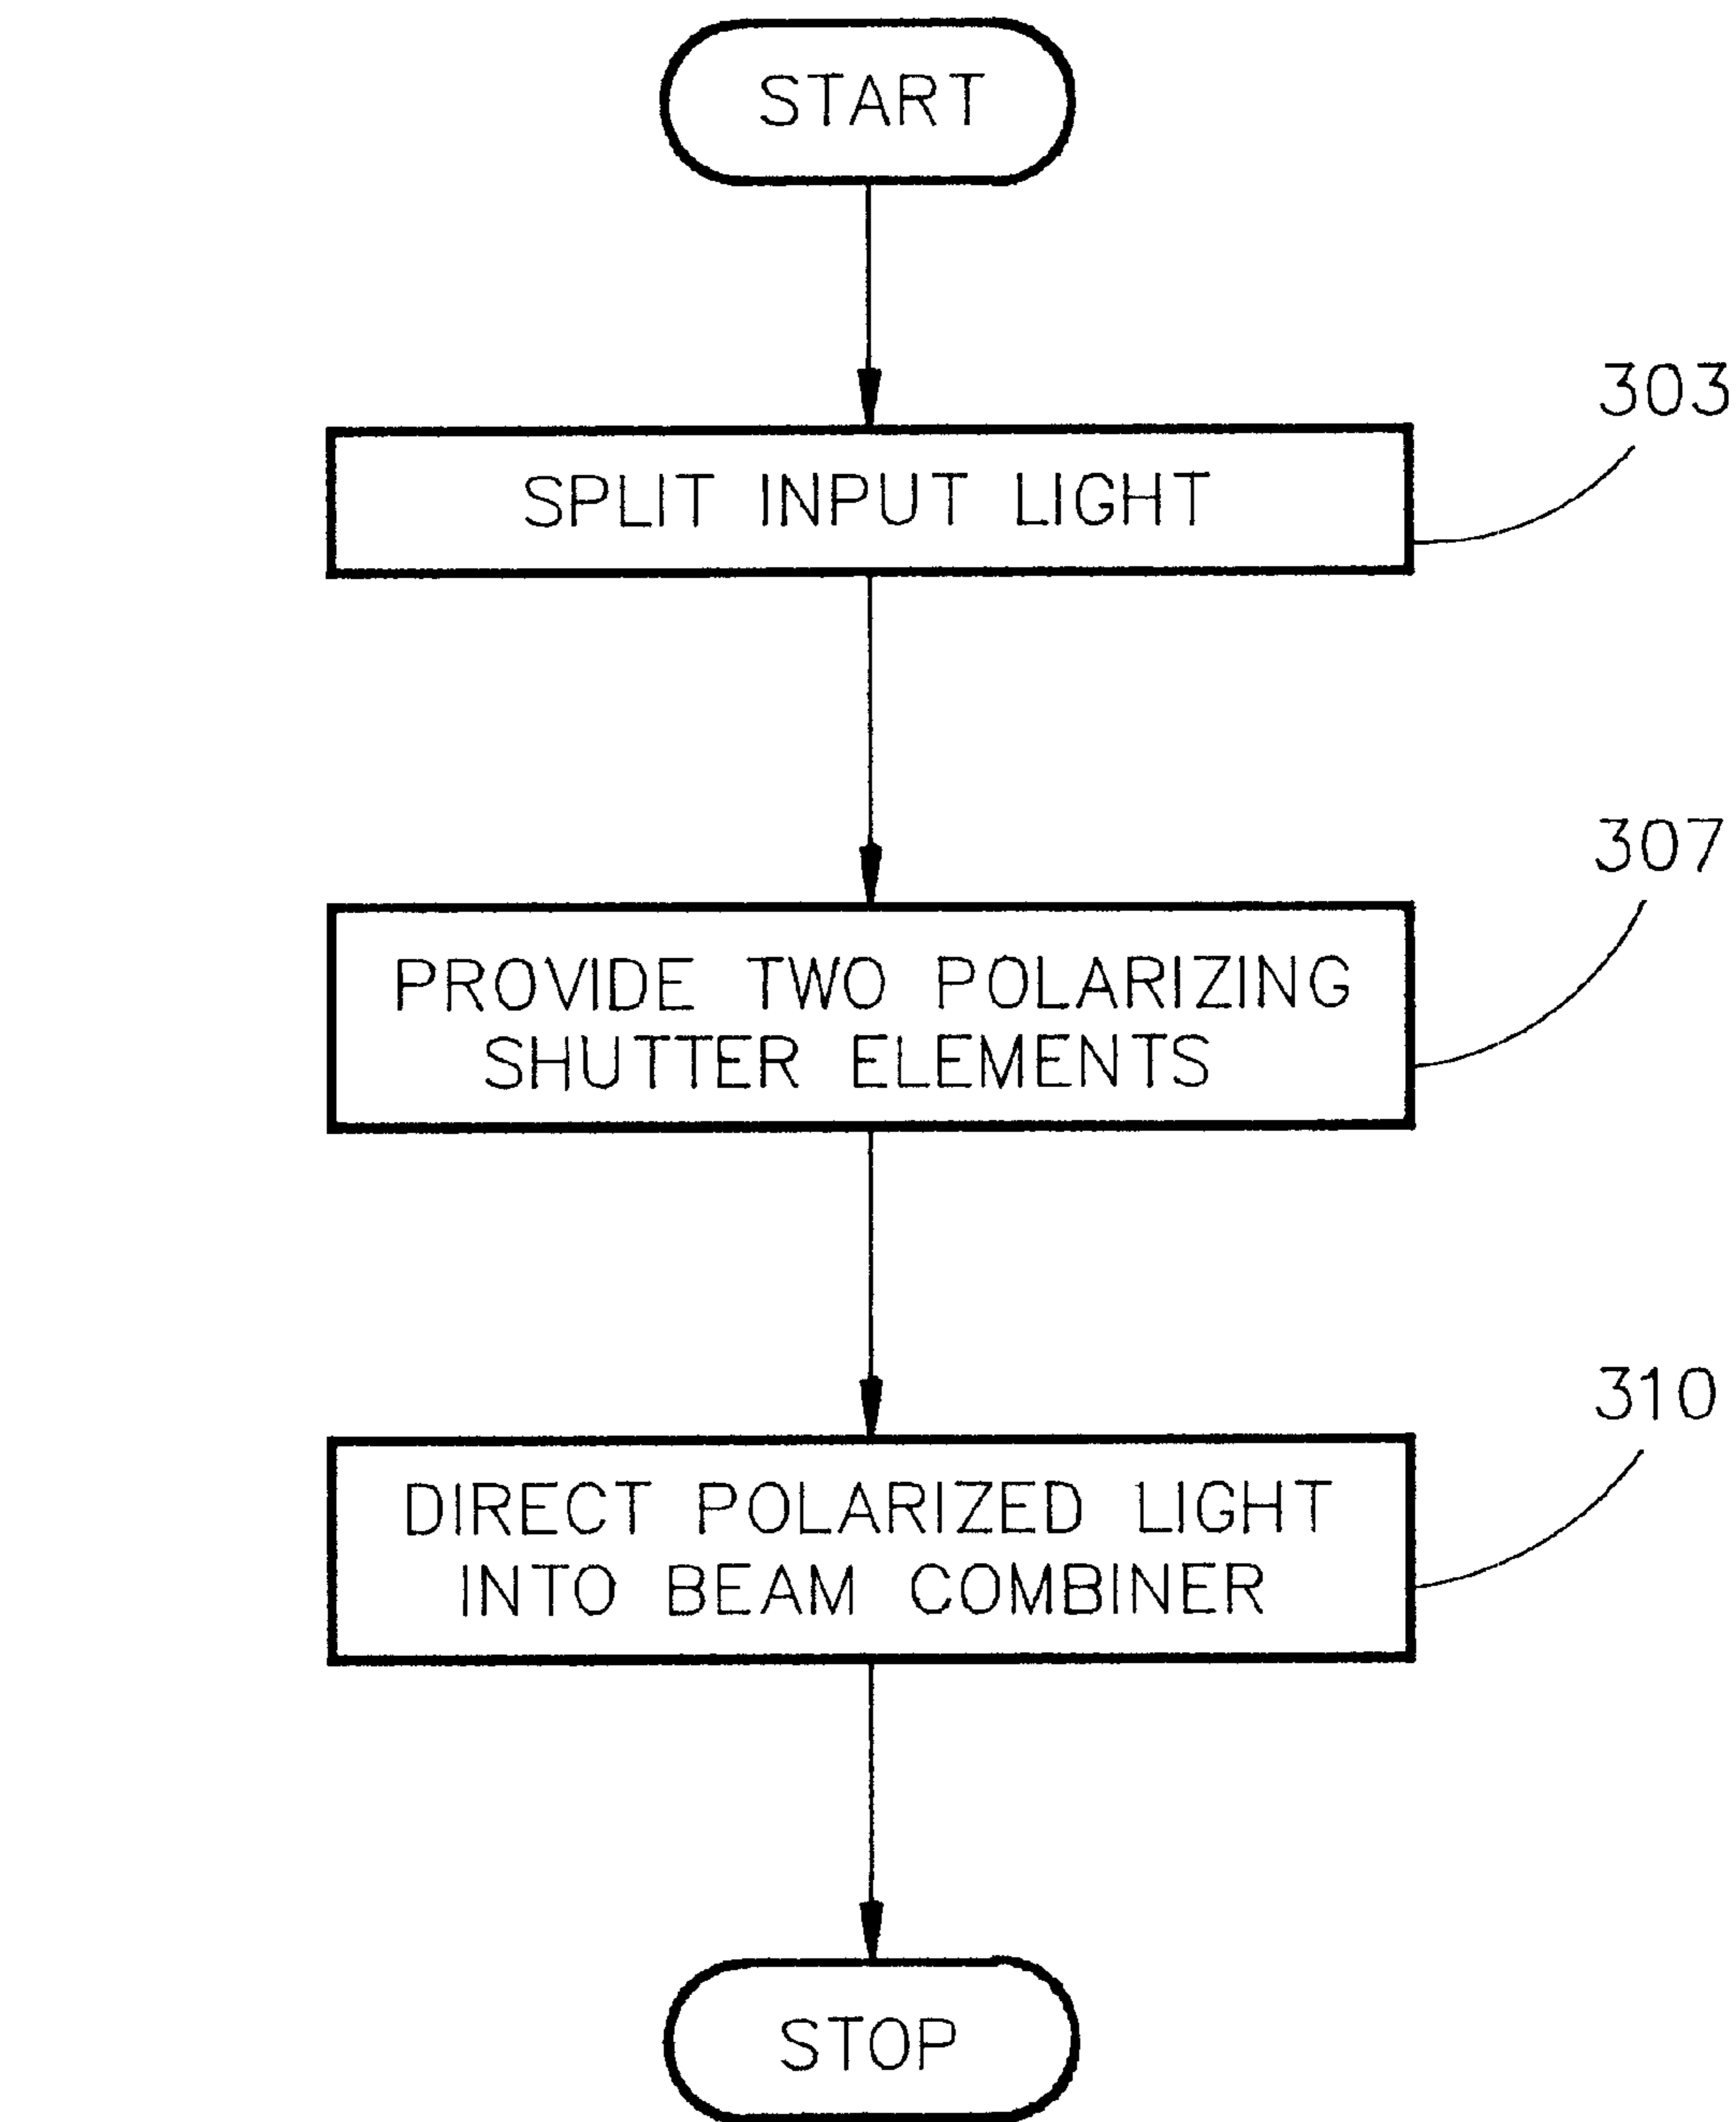 START
303
SPLIT INPUT LIGHT
307
PROVIDE TWO POLARIZING
SHUTTER ELEMENTS
310
DIRECT POLARIZED LIGHT
INTO BEAM COMBINER
STOP